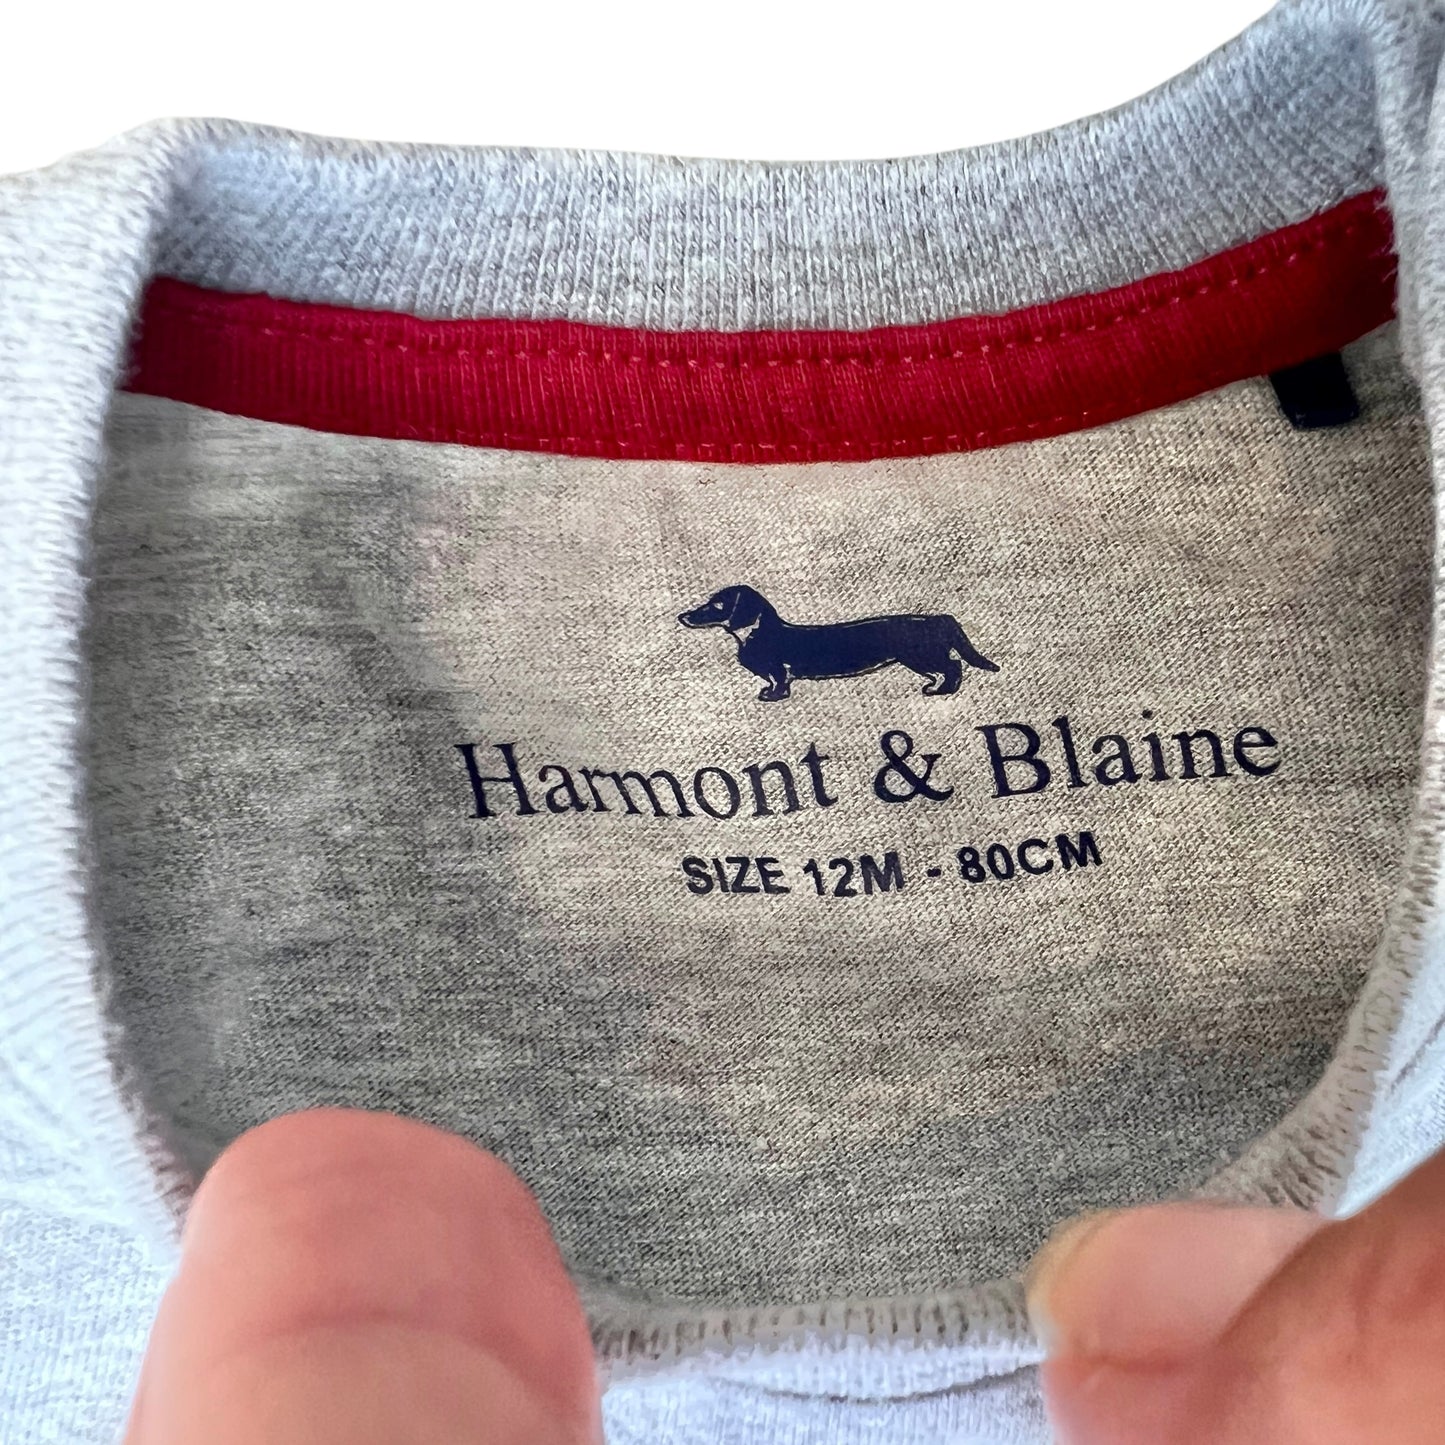 Harmont & Blaine
SIZE 12M - 80CM